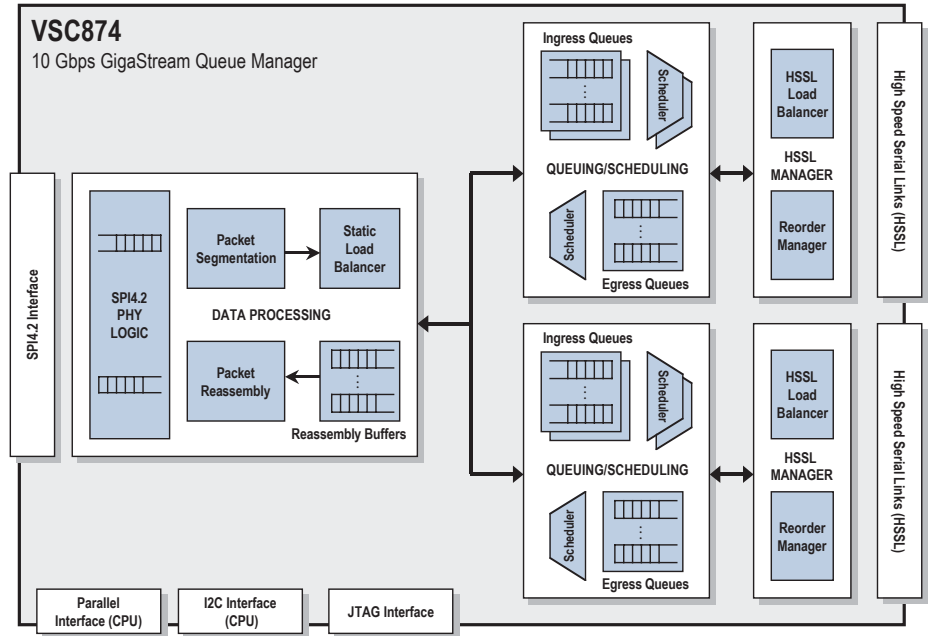 VSC874
10 Gbps GigaStream Queue Manager
SPI4.2 Interface
SPI4.2
PHY
LOGIC
Packet
Segmentation
Static
Load
Balancer
DATA PROCESSING
Packet
Reassembly
Reassembly Buffers
Ingress Queues
Scheduler
QUEUING/SCHEDULING
Scheduler
Egress Queues
HSSL
Load
Balancer
HSSL
MANAGER
Reorder
Manager
High Speed Serial Links (HSSL)
Ingress Queues
Scheduler
QUEUING/SCHEDULING
Scheduler
Egress Queues
HSSL
Load
Balancer
HSSL
MANAGER
Reorder
Manager
High Speed Serial Links (HSSL)
Parallel
Interface (CPU)
I2C Interface
(CPU)
JTAG Interface